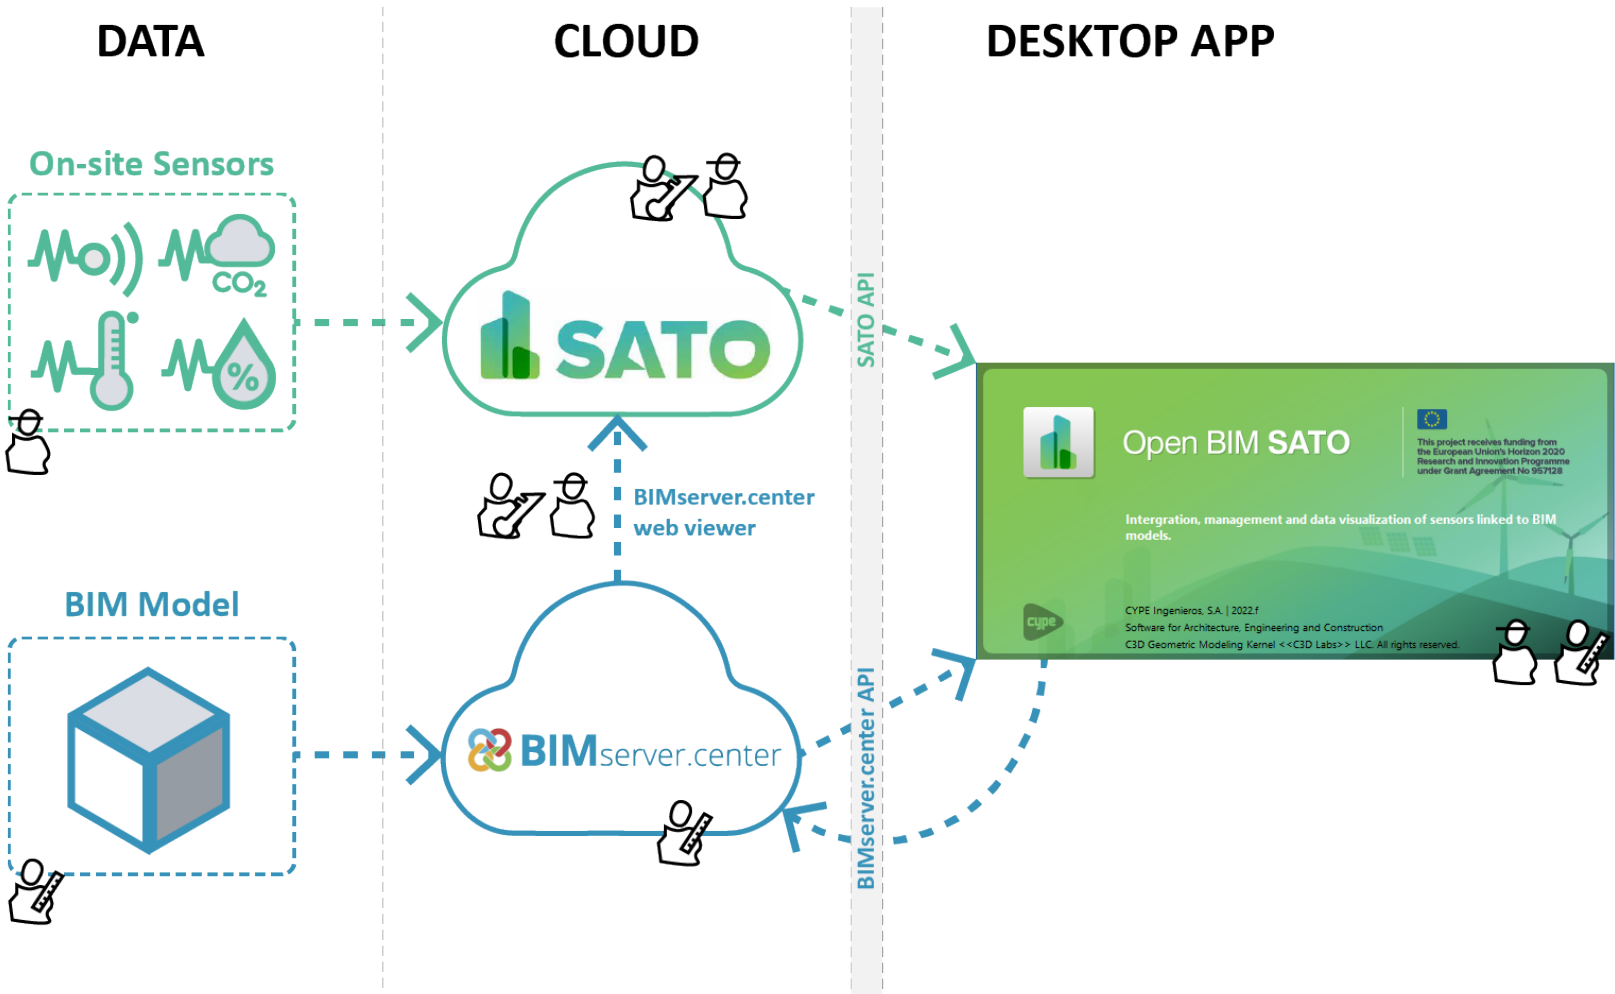 DATA
CLOUD
DESKTOP APP
On-site Sensors
CO2
%
SATO
SATO API
Open BIM SATO
This project receives funding from
the European Union's Horizon 2020
Research and Innovation Programme
under Grant Agreement No 957128
Intergration, management and data visualization of sensors linked to BIM
models.
cype
CYPE Ingenieros, S.A. | 2022.f
Software for Architecture, Engineering and Construction
C3D Geometric Modeling Kernel <<C3D Labs>> LLC. All rights reserved.
BIMserver.center
web viewer
BIM Model
BIMserver.center
BIMserver.center API